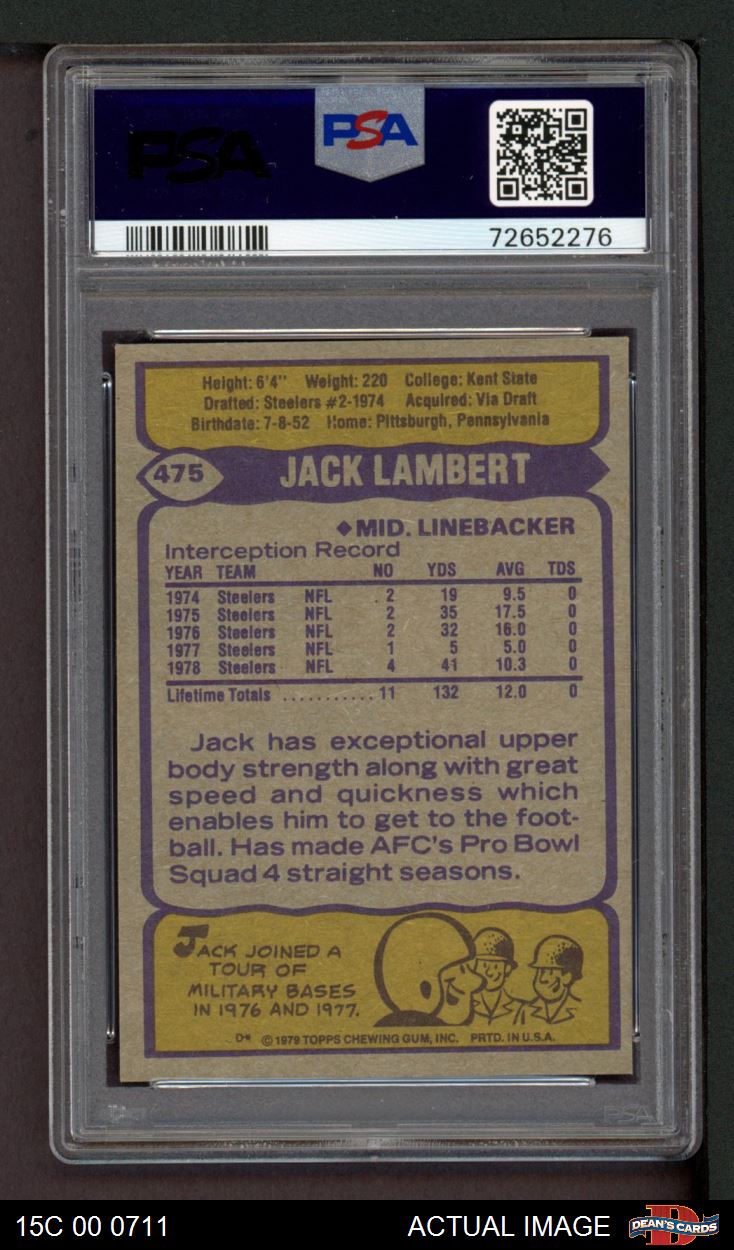 PSA PSA
72652276
Height: 6'4" Weight: 220 College: Kent State
Drafted: Steelers #2-1974 Acquired: Via Draft
Birthdate: 7-8-52 Home: Pittsburgh, Pennsylvania
475 JACK LAMBERT
◆MID. LINEBACKER
Interception Record
YEAR TEAM NO YDS AVG TDS
1974 Steelers NFL 2 19 9.5 0
1975 Steelers NFL 2 35 17.5 0
1976 Steelers NFL 2 32 16.0 0
1977 Steelers NFL 1 5 5.0 0
1978 Steelers NFL 4 41 10.3 0
Lifetime Totals ........... 11 132 12.0 0
Jack has exceptional upper
body strength along with great
speed and quickness which
enables him to get to the foot-
ball. Has made AFC's Pro Bowl
Squad 4 straight seasons.
JACK JOINED A
TOUR OF
MILITARY BASES
IN 1976 AND 1977.
D* © 1979 TOPPS CHEWING GUM, INC. PRTD. IN U.S.A.
PSA
15C 00 0711 ACTUAL IMAGE DEAN'S CARDS